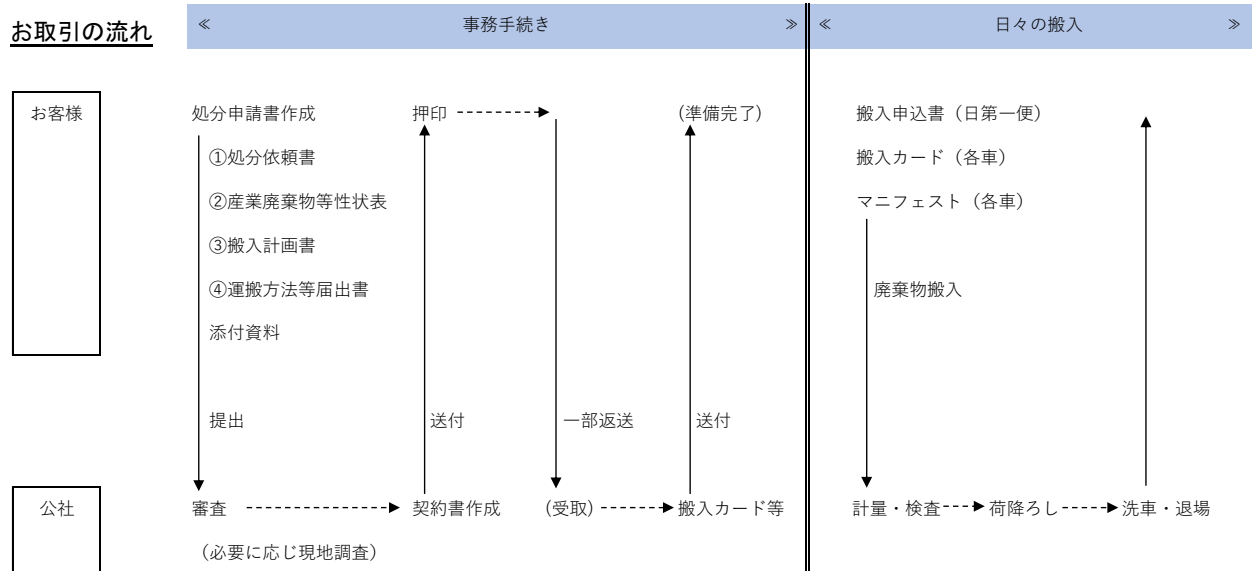 お取引の流れ
≪ 事務手続き ≫
≪ 日々の搬入 ≫
お客様
処分申請書作成
①処分依頼書
②産業廃棄物等性状表
③搬入計画書
④運搬方法等届出書
添付資料
提出
押印
送付
一部返送
(準備完了)
送付
搬入申込書（日第一便）
搬入カード（各車）
マニフェスト（各車）
廃棄物搬入
公社
審査
（必要に応じ現地調査）
契約書作成
(受取)
搬入カード等
計量・検査
荷降ろし
洗車・退場